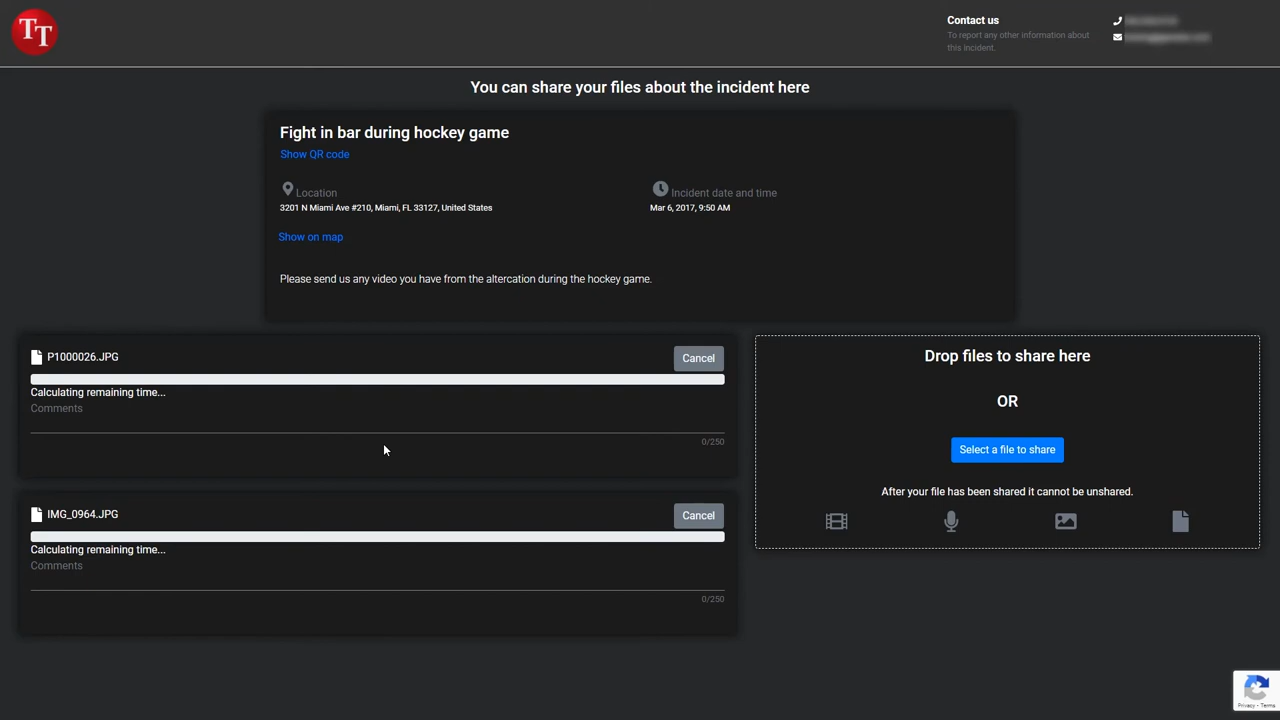 TT
Contact us
To report any other information about
this incident.
You can share your files about the incident here
Fight in bar during hockey game
Show QR code
Location
3201 N Miami Ave #210, Miami, FL 33127, United States
Incident date and time
Mar 6, 2017, 9:50 AM
Show on map
Please send us any video you have from the altercation during the hockey game.
P1000026.JPG
Cancel
Calculating remaining time...
Comments
0/250
IMG_0964.JPG
Cancel
Calculating remaining time...
Comments
0/250
Drop files to share here
OR
Select a file to share
After your file has been shared it cannot be unshared.
Privacy - Terms